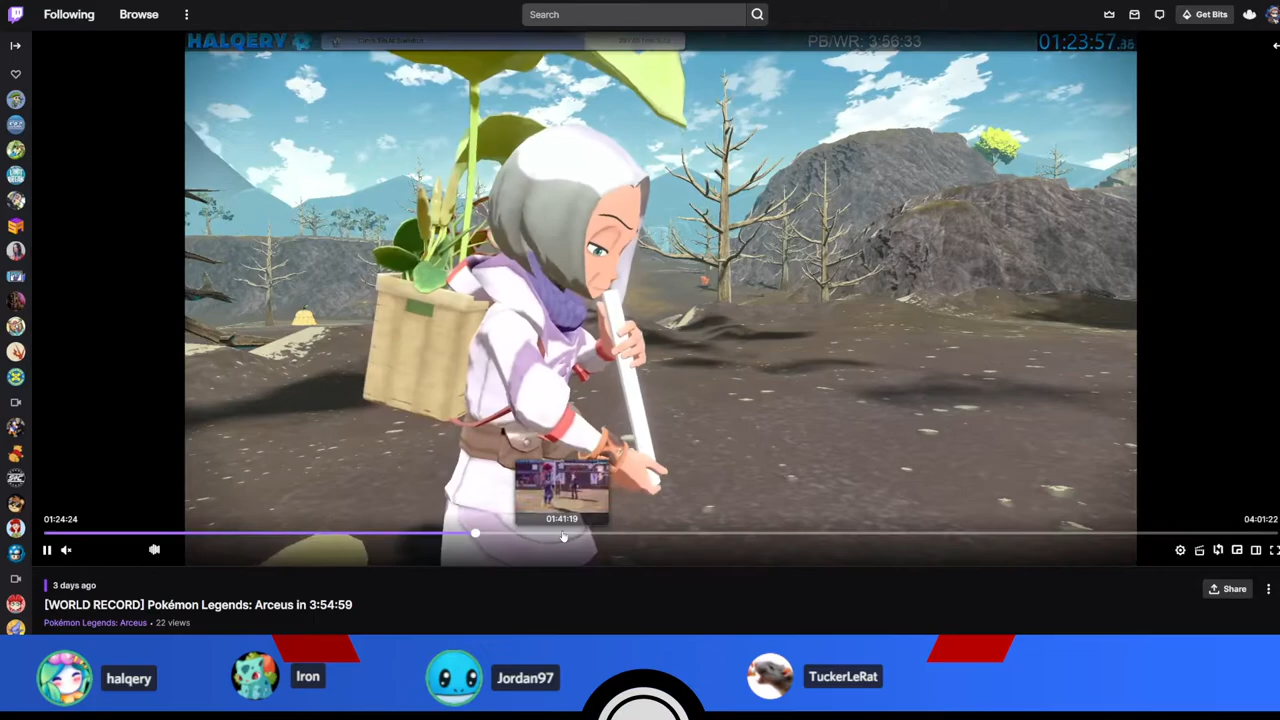 Following Browse Search Get Bits
HALQERY PB/WR: 3:56:33 01:23:57.36
01:41:19
01:24:24 04:01:22
3 days ago
Share
[WORLD RECORD] Pokémon Legends: Arceus in 3:54:59
Pokémon Legends: Arceus • 22 views
halqery Iron Jordan97 TuckerLeRat